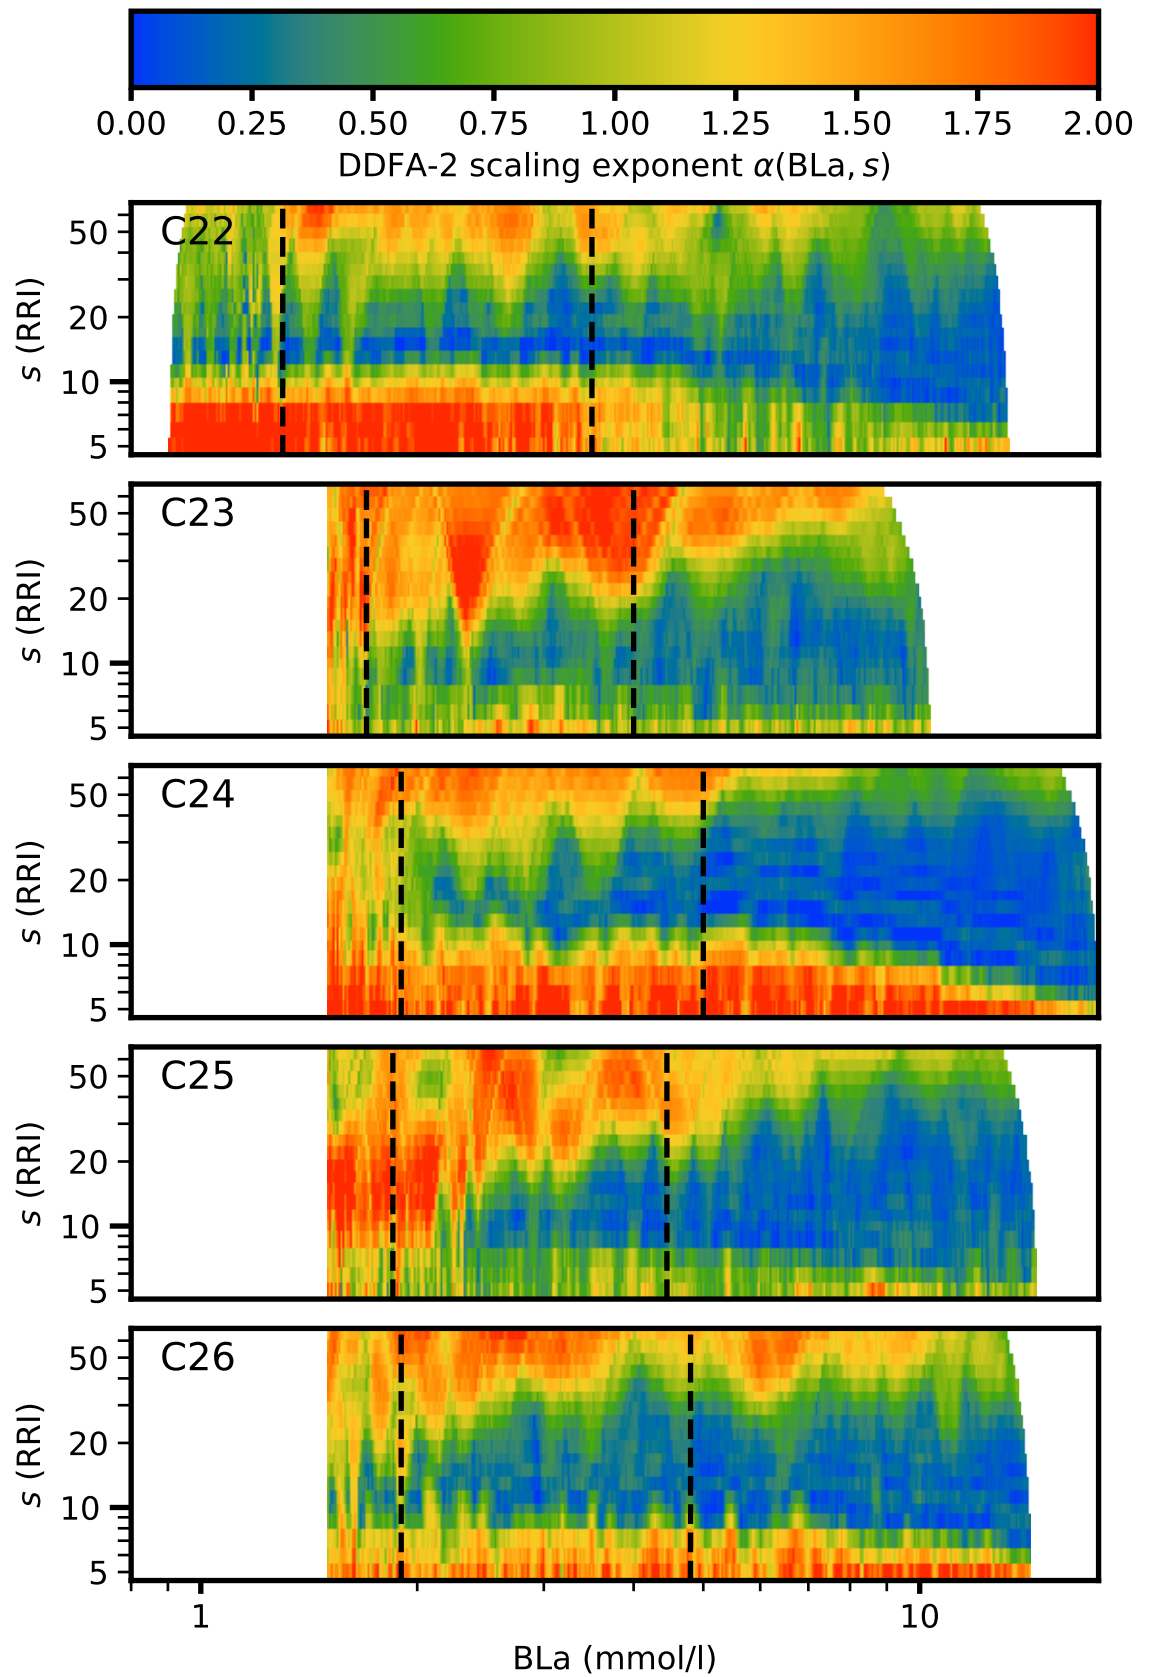 0.00 0.25 0.50 0.75 1.00 1.25 1.50 1.75 2.00
DDFA-2 scaling exponent α(BLa, s)
C22
50
20
10
5
s (RRI)
C23
50
20
10
5
s (RRI)
C24
50
20
10
5
s (RRI)
C25
50
20
10
5
s (RRI)
C26
50
20
10
5
s (RRI)
1 10
BLa (mmol/l)